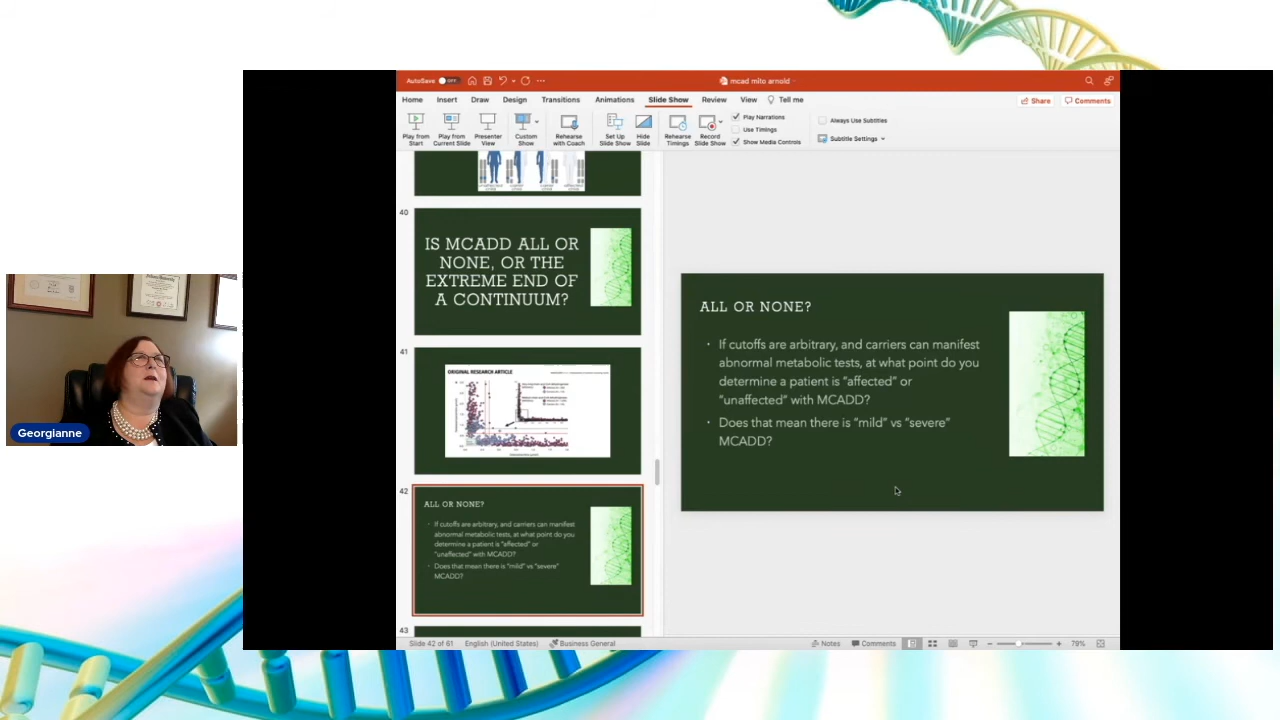 AutoSave
OFF
mcad mito arnold
Home
Insert
Draw
Design
Transitions
Animations
Slide Show
Review
View
Tell me
Share
Comments
Play from
Start
Play from
Current Slide
Presenter
View
Custom
Show
Rehearse
with Coach
Set Up
Slide Show
Hide
Slide
Rehearse
Timings
Record
Slide Show
Play Narrations
Use Timings
Show Media Controls
Always Use Subtitles
Subtitle Settings
40
IS MCADD ALL OR
NONE, OR THE
EXTREME END OF
A CONTINUUM?
41
ORIGINAL RESEARCH ARTICLE
42
ALL OR NONE?
• If cutoffs are arbitrary, and carriers can manifest
abnormal metabolic tests, at what point do you
determine a patient is “affected” or
“unaffected” with MCADD?
• Does that mean there is “mild” vs “severe”
MCADD?
43
ALL OR NONE?
• If cutoffs are arbitrary, and carriers can manifest
abnormal metabolic tests, at what point do you
determine a patient is “affected” or
“unaffected” with MCADD?
• Does that mean there is “mild” vs “severe”
MCADD?
Georgianne
Slide 42 of 61
English (United States)
Business General
Notes
Comments
79%